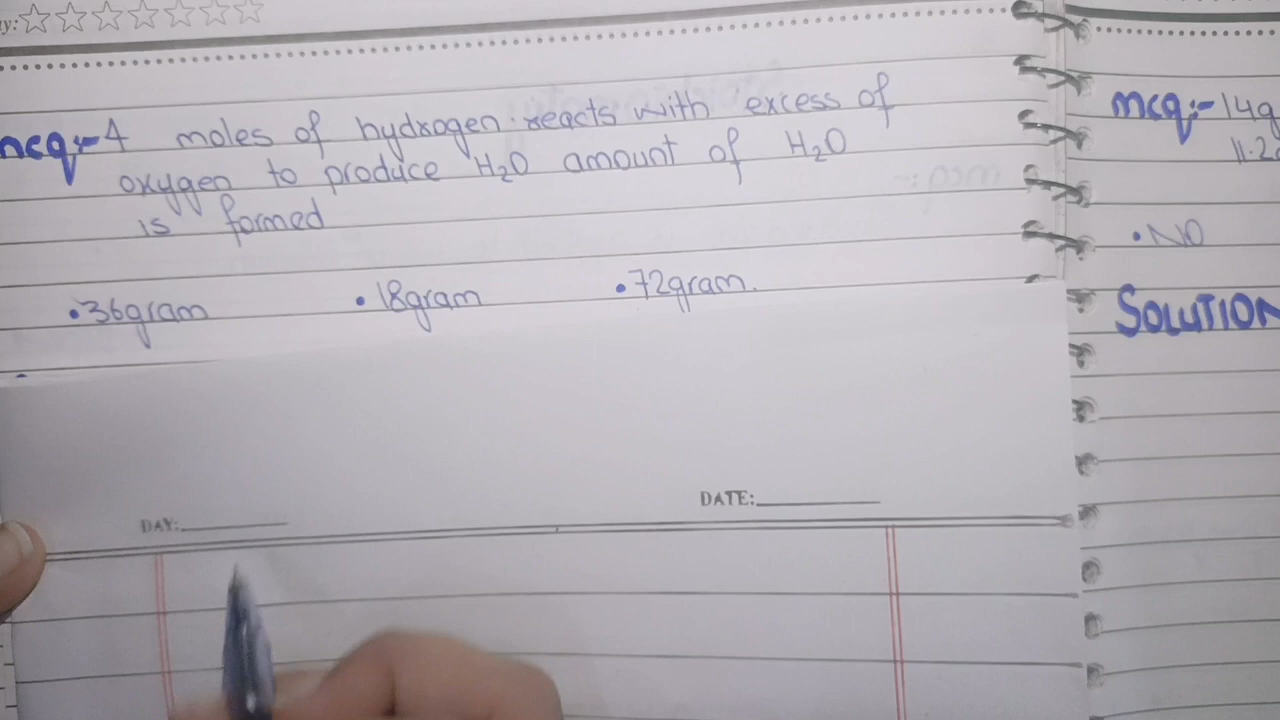 y:
mcq:- 4 moles of hydrogen reacts with excess of
oxygen to produce H₂O amount of H₂O
is formed
•36gram •18gram •72gram.
DAY: DATE:
mcq:- 14g
11.2
•NO
SOLUTION